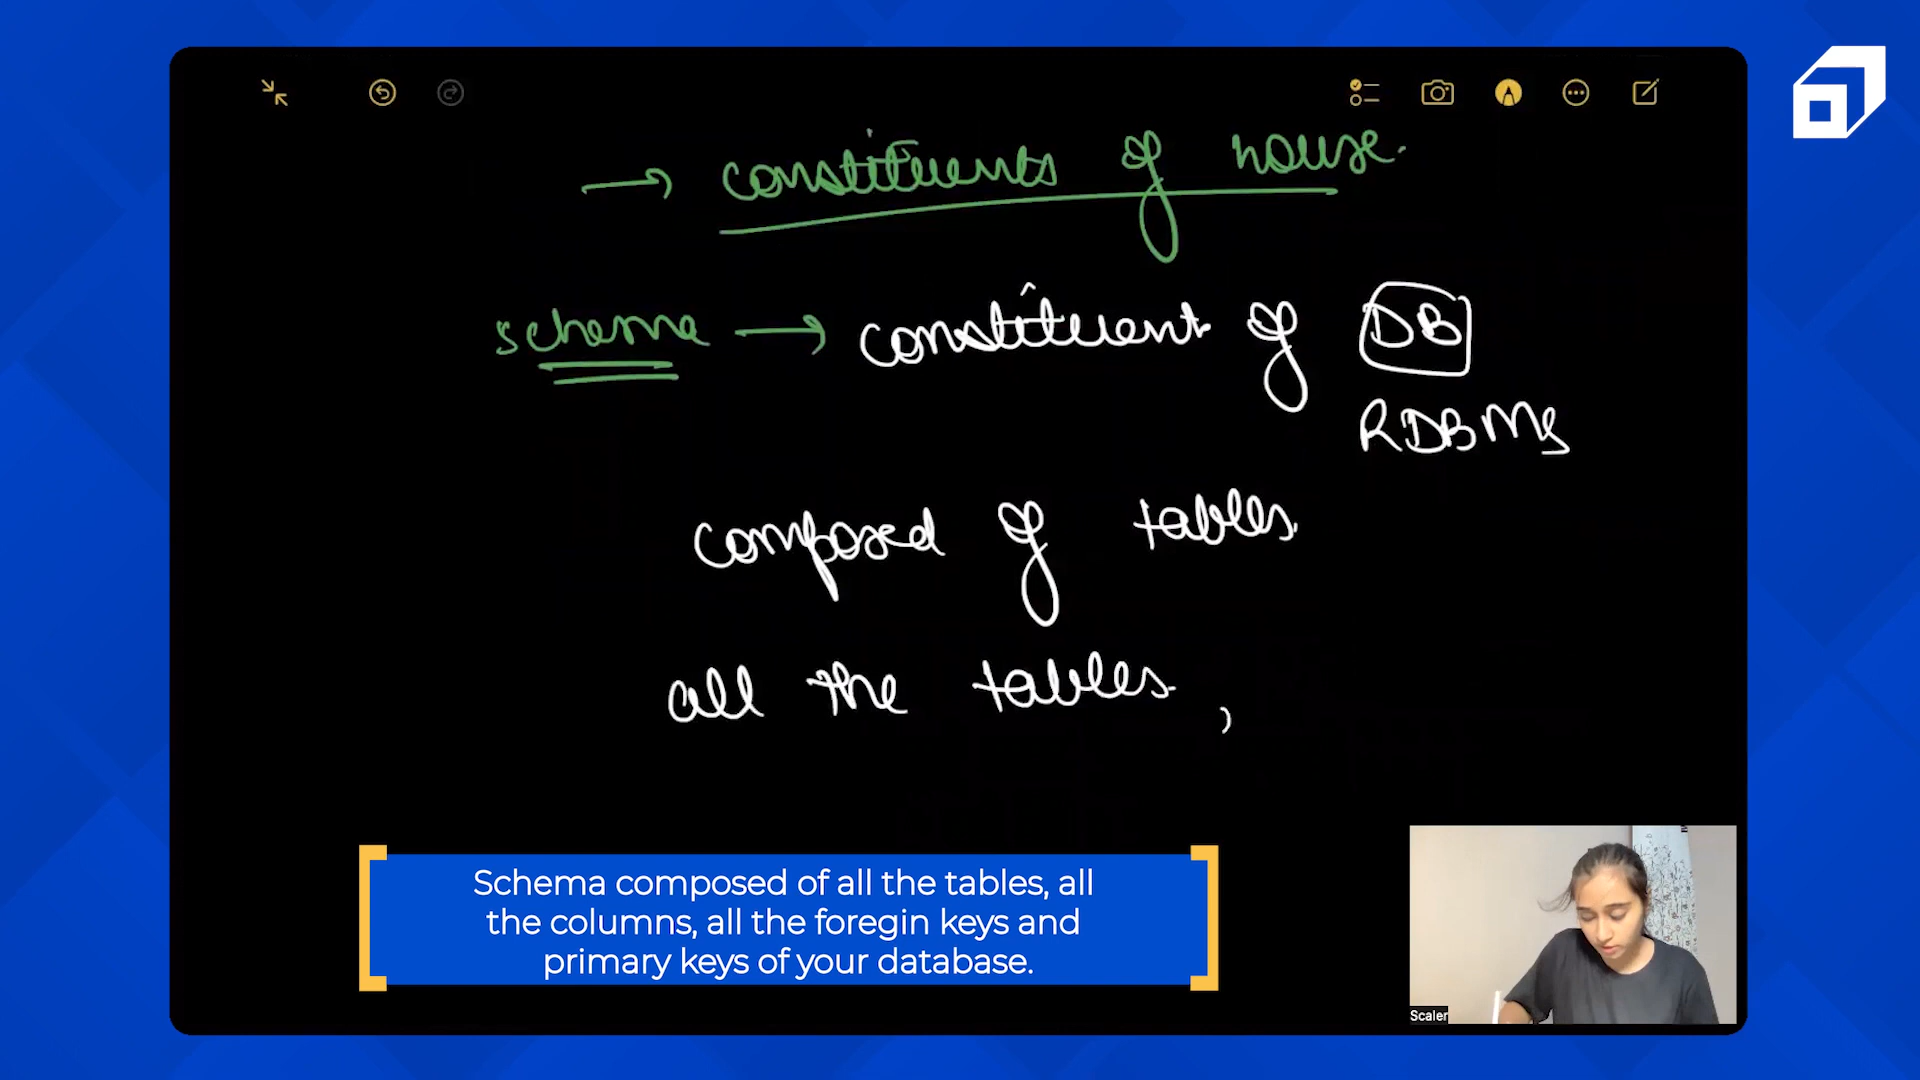 → constituents of house.
schema → constituent of DB
RDBMS
composed of tables.
all the tables ,
Schema composed of all the tables, all
the columns, all the foregin keys and
primary keys of your database.
Scaler